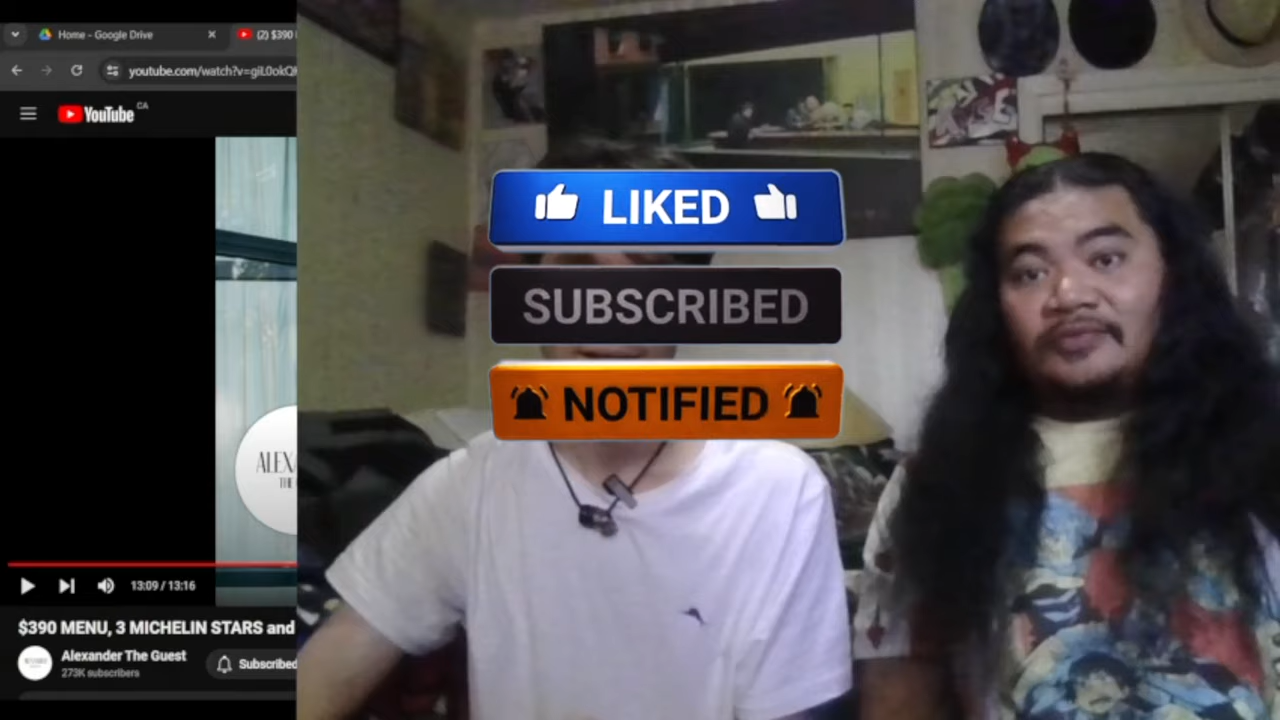 Home - Google Drive
(2) $390
youtube.com/watch?v=giL0okQ
YouTube CA
LIKED
SUBSCRIBED
NOTIFIED
13:09 / 13:16
$390 MENU, 3 MICHELIN STARS and
Alexander The Guest
273K subscribers
Subscribed